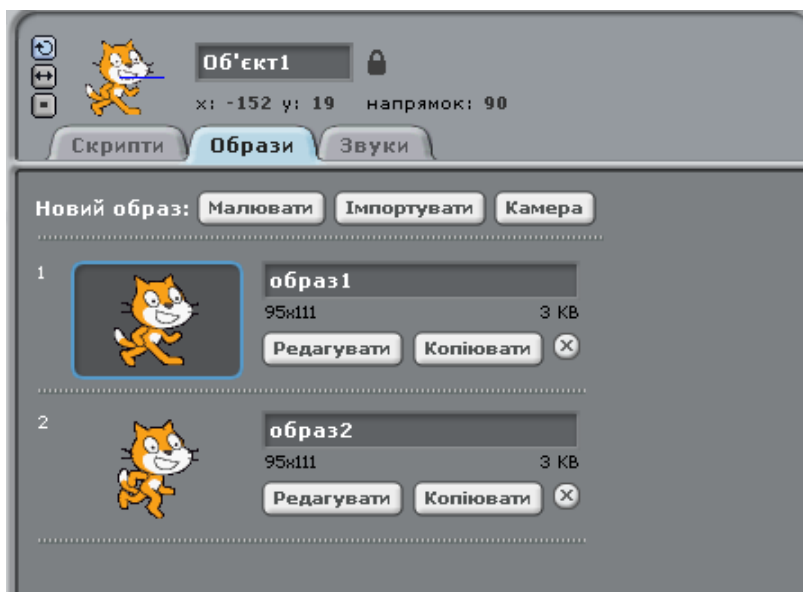 Об'єкт1
x: -152 y: 19 напрямок: 90
Скрипти Образи Звуки
Новий образ: Малювати Імпортувати Камера
1
образ1
95x111 3 KB
Редагувати Копіювати
2
образ2
95x111 3 KB
Редагувати Копіювати